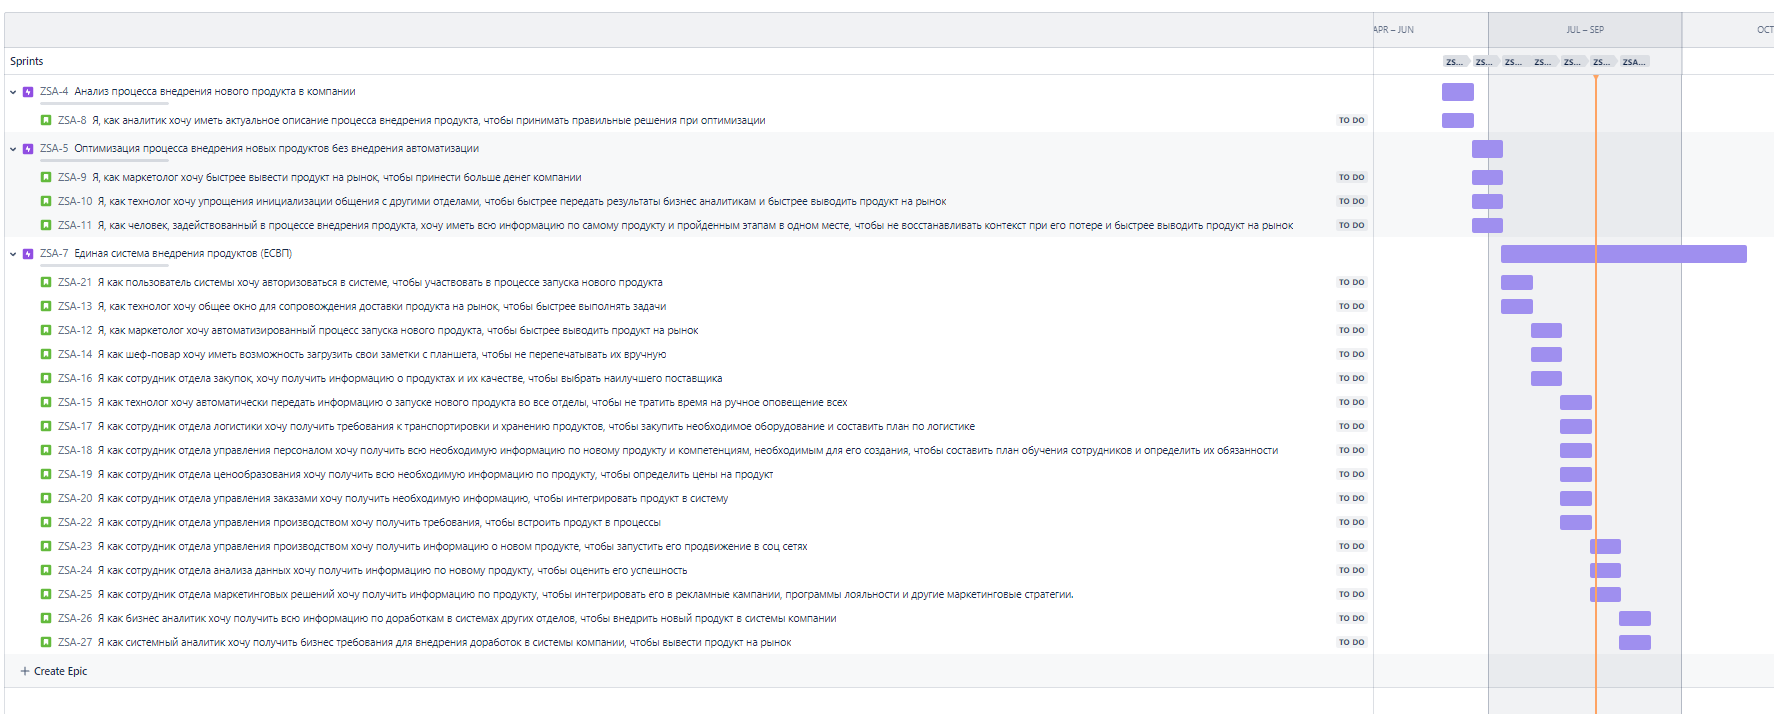 APR – JUN JUL – SEP OCT
Sprints ZS... ZS... ZS... ZS... ZS... ZS... ZSA...
ZSA-4 Анализ процесса внедрения нового продукта в компании
ZSA-8 Я, как аналитик хочу иметь актуальное описание процесса внедрения продукта, чтобы принимать правильные решения при оптимизации TO DO
ZSA-5 Оптимизация процесса внедрения новых продуктов без внедрения автоматизации
ZSA-9 Я, как маркетолог хочу быстрее вывести продукт на рынок, чтобы принести больше денег компании TO DO
ZSA-10 Я, как технолог хочу упрощения инициализации общения с другими отделами, чтобы быстрее передать результаты бизнес аналитикам и быстрее выводить продукт на рынок TO DO
ZSA-11 Я, как человек, задействованный в процессе внедрения продукта, хочу иметь всю информацию по самому продукту и пройденным этапам в одном месте, чтобы не восстанавливать контекст при его потере и быстрее выводить продукт на рынок TO DO
ZSA-7 Единая система внедрения продуктов (ЕСВП)
ZSA-21 Я как пользователь системы хочу авторизоваться в системе, чтобы участвовать в процессе запуска нового продукта TO DO
ZSA-13 Я, как технолог хочу общее окно для сопровождения доставки продукта на рынок, чтобы быстрее выполнять задачи TO DO
ZSA-12 Я, как маркетолог хочу автоматизированный процесс запуска нового продукта, чтобы быстрее выводить продукт на рынок TO DO
ZSA-14 Я как шеф-повар хочу иметь возможность загрузить свои заметки с планшета, чтобы не перепечатывать их вручную TO DO
ZSA-16 Я как сотрудник отдела закупок, хочу получить информацию о продуктах и их качестве, чтобы выбрать наилучшего поставщика TO DO
ZSA-15 Я как технолог хочу автоматически передать информацию о запуске нового продукта во все отделы, чтобы не тратить время на ручное оповещение всех TO DO
ZSA-17 Я как сотрудник отдела логистики хочу получить требования к транспортировки и хранению продуктов, чтобы закупить необходимое оборудование и составить план по логистике TO DO
ZSA-18 Я как сотрудник отдела управления персоналом хочу получить всю необходимую информацию по новому продукту и компетенциям, необходимым для его создания, чтобы составить план обучения сотрудников и определить их обязанности TO DO
ZSA-19 Я как сотрудник отдела ценообразования хочу получить всю необходимую информацию по продукту, чтобы определить цены на продукт TO DO
ZSA-20 Я как сотрудник отдела управления заказами хочу получить необходимую информацию, чтобы интегрировать продукт в систему TO DO
ZSA-22 Я как сотрудник отдела управления производством хочу получить требования, чтобы встроить продукт в процессы TO DO
ZSA-23 Я как сотрудник отдела управления производством хочу получить информацию о новом продукте, чтобы запустить его продвижение в соц сетях TO DO
ZSA-24 Я как сотрудник отдела анализа данных хочу получить информацию по новому продукту, чтобы оценить его успешность TO DO
ZSA-25 Я как сотрудник отдела маркетинговых решений хочу получить информацию по продукту, чтобы интегрировать его в рекламные кампании, программы лояльности и другие маркетинговые стратегии. TO DO
ZSA-26 Я как бизнес аналитик хочу получить всю информацию по доработкам в системах других отделов, чтобы внедрить новый продукт в системы компании TO DO
ZSA-27 Я как системный аналитик хочу получить бизнес требования для внедрения доработок в системы компании, чтобы вывести продукт на рынок TO DO
+ Create Epic